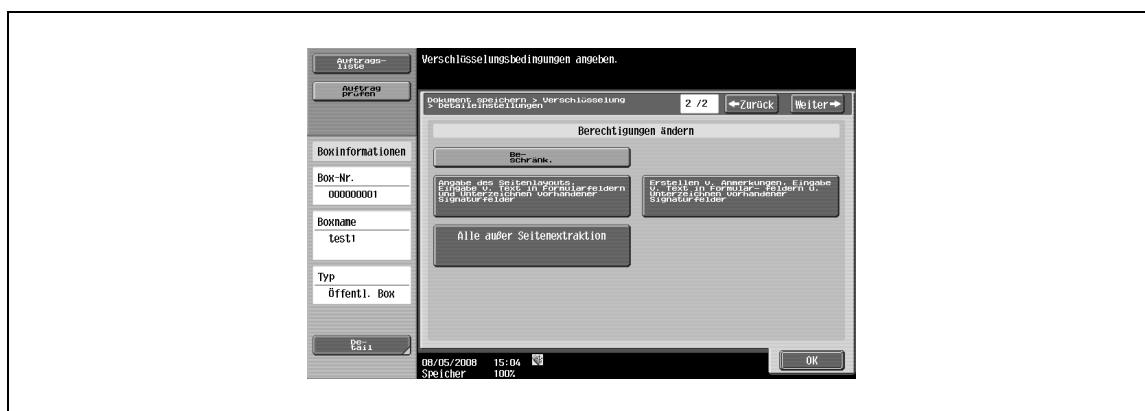 Auftrags-
liste
Auftrag
prüfen
Verschlüsselungsbedingungen angeben.
Dokument speichern > Verschlüsselung
> Detaileinstellungen
2 /2
←Zurück
Weiter→
Berechtigungen ändern
Be-
schränk.
Angabe des Seitenlayouts,
Eingabe v. Text in Formularfeldern
und Unterzeichnen vorhandener
Signaturfelder
Erstellen v. Anmerkungen, Eingabe
v. Text in Formular- feldern u.
Unterzeichnen vorhandener
Signaturfelder
Alle außer Seitenextraktion
Boxinformationen
Box-Nr.
000000001
Boxname
test1
Typ
Öffentl. Box
De-
tail
08/05/2008 15:04
Speicher 100%
OK